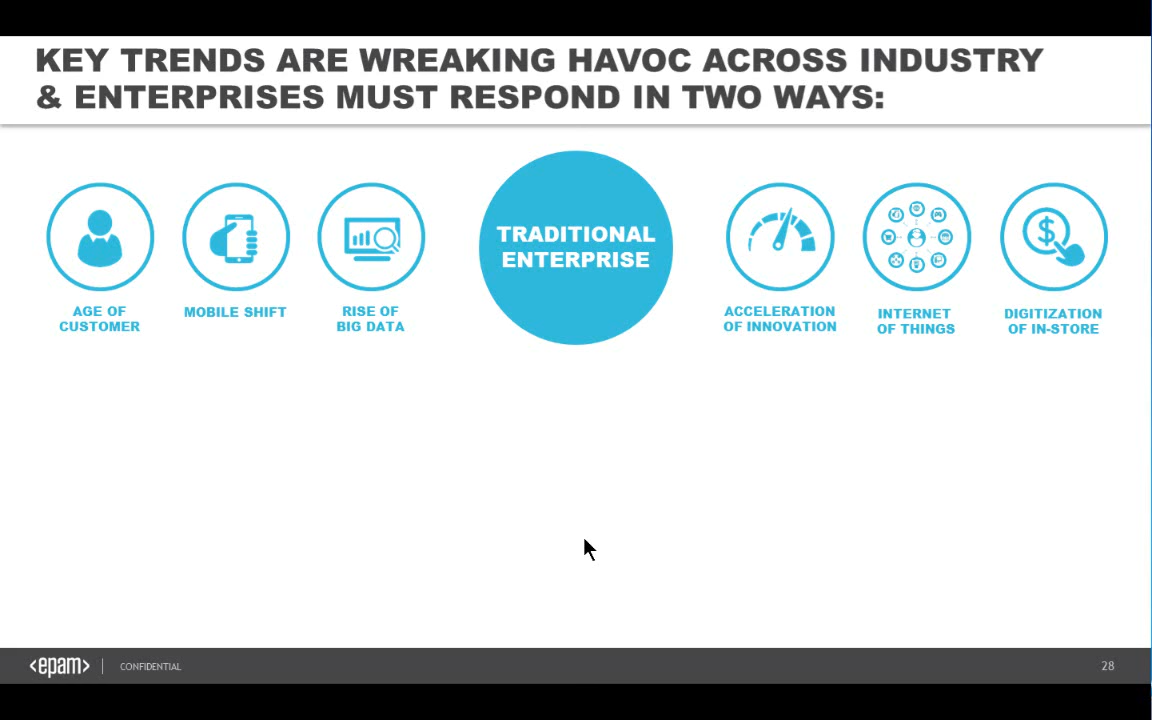 KEY TRENDS ARE WREAKING HAVOC ACROSS INDUSTRY
& ENTERPRISES MUST RESPOND IN TWO WAYS:
AGE OF
CUSTOMER
MOBILE SHIFT
RISE OF
BIG DATA
TRADITIONAL
ENTERPRISE
ACCELERATION
OF INNOVATION
INTERNET
OF THINGS
DIGITIZATION
OF IN-STORE
<epam>
CONFIDENTIAL
28